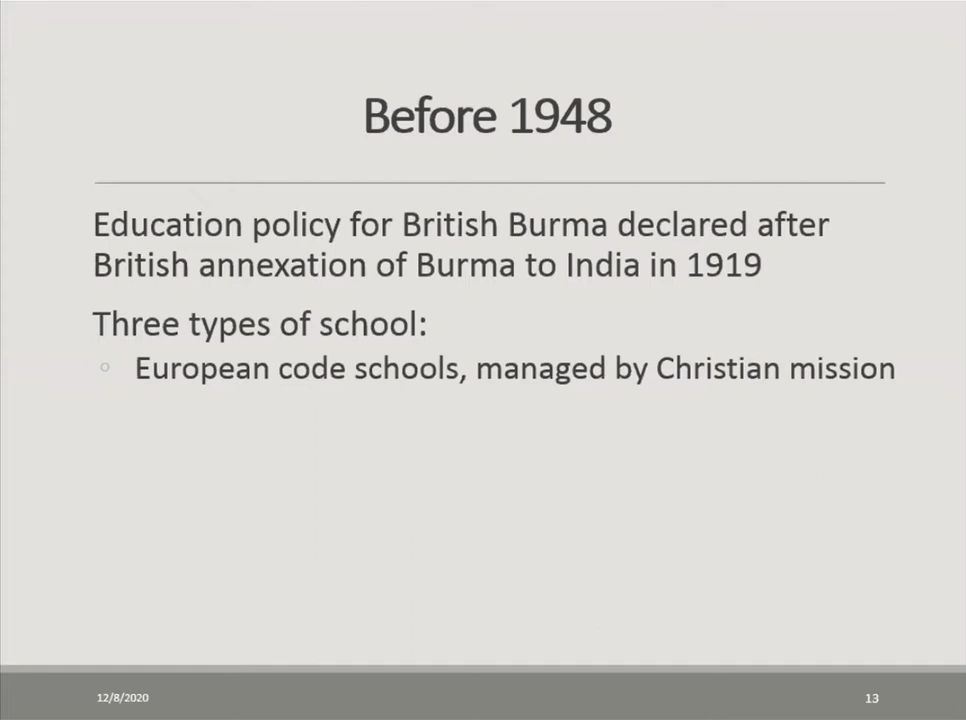 Before 1948
Education policy for British Burma declared after
British annexation of Burma to India in 1919
Three types of school:
◦ European code schools, managed by Christian mission
12/8/2020
13